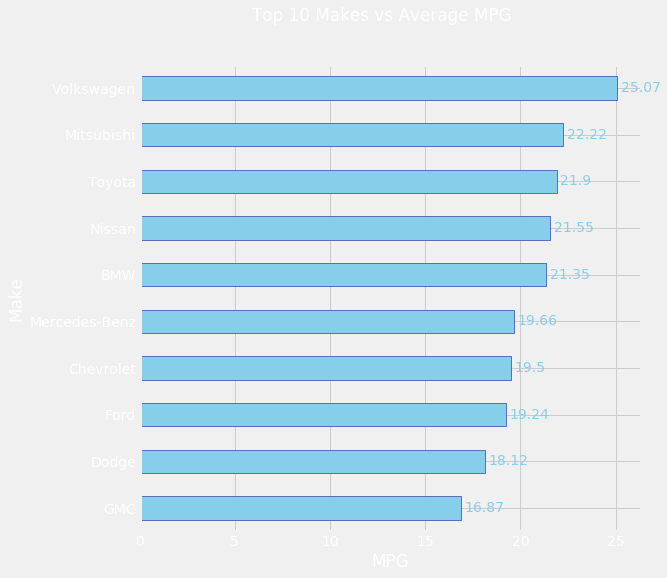 Top 10 Makes vs Average MPG
Volkswagen 25.07
Mitsubishi 22.22
Toyota 21.9
Nissan 21.55
BMW 21.35
Mercedes-Benz 19.66
Chevrolet 19.5
Ford 19.24
Dodge 18.12
GMC 16.87
Make
0 5 10 15 20 25
MPG